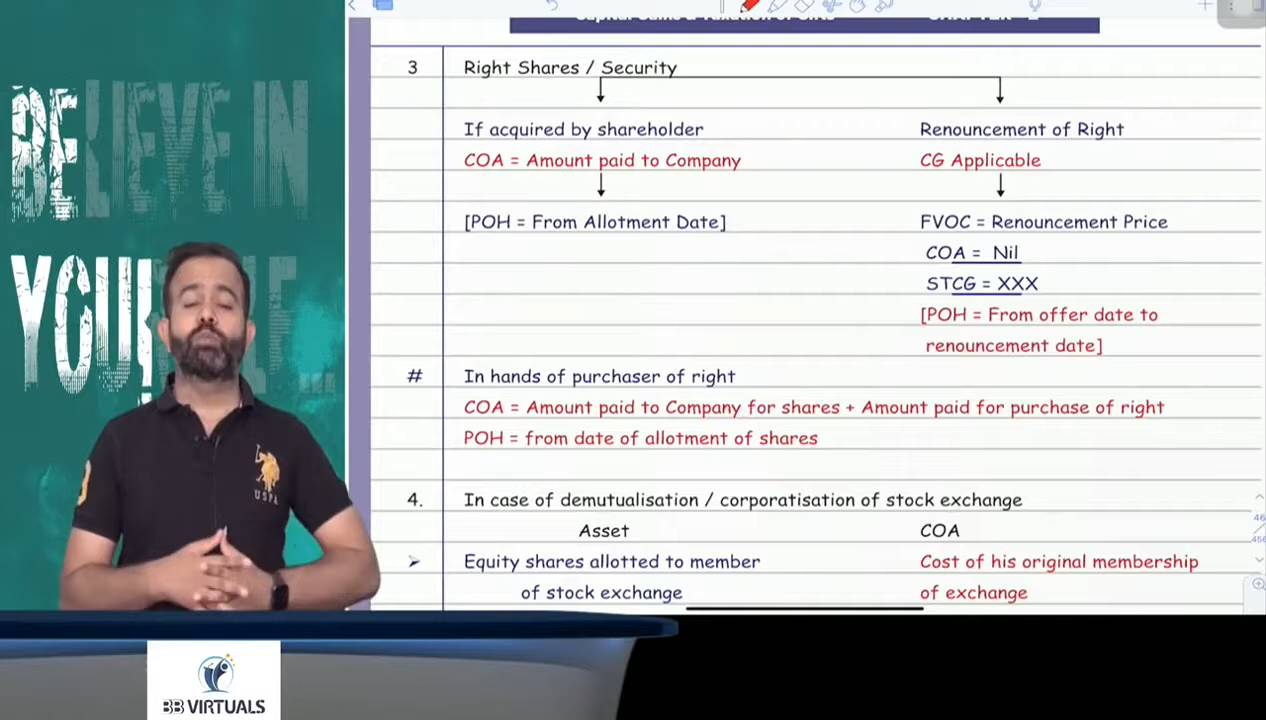 BELIEVE IN
YOU
3 Right Shares / Security
If acquired by shareholder Renouncement of Right
COA = Amount paid to Company CG Applicable
[POH = From Allotment Date] FVOC = Renouncement Price
COA = Nil
STCG = XXX
[POH = From offer date to
renouncement date]
# In hands of purchaser of right
COA = Amount paid to Company for shares + Amount paid for purchase of right
POH = from date of allotment of shares
4. In case of demutualisation / corporatisation of stock exchange
Asset COA
➢ Equity shares allotted to member Cost of his original membership
of stock exchange of exchange
U.S.P.A.
BB VIRTUALS